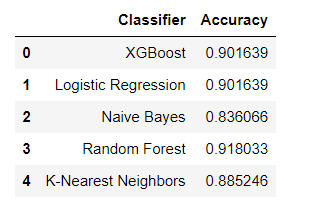 Classifier Accuracy
0 XGBoost 0.901639
1 Logistic Regression 0.901639
2 Naive Bayes 0.836066
3 Random Forest 0.918033
4 K-Nearest Neighbors 0.885246